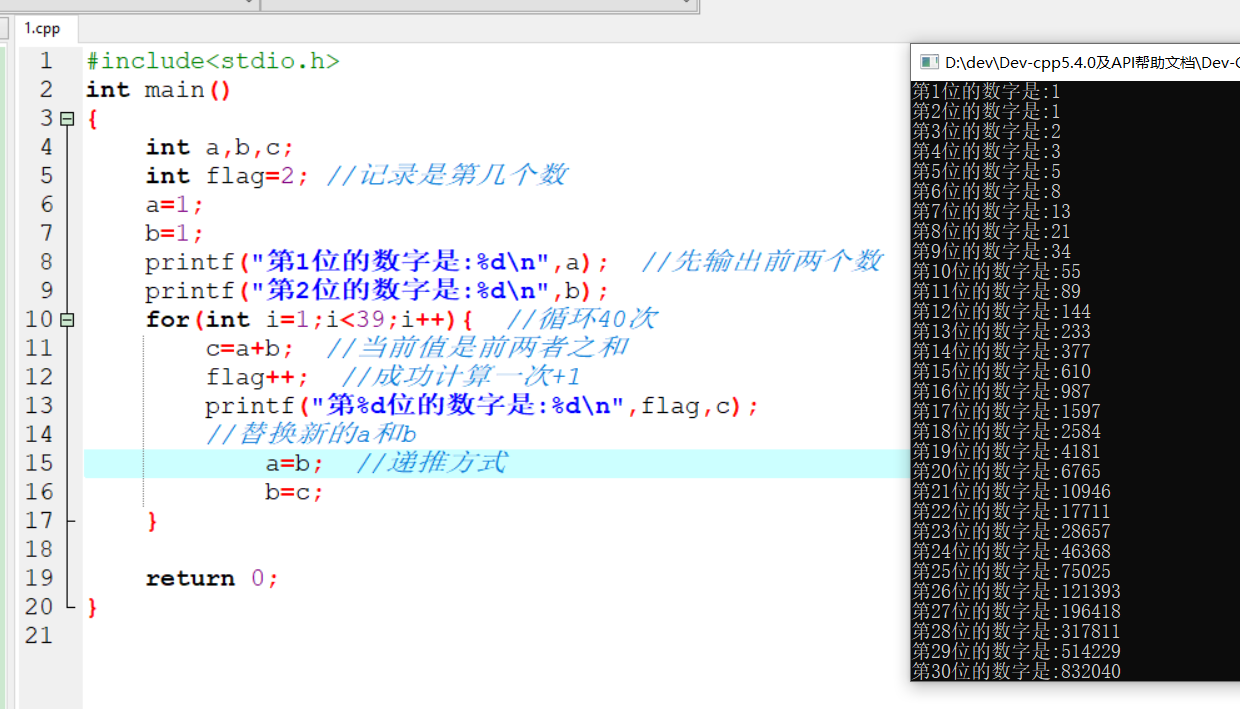 1.cpp
1 #include<stdio.h>
2 int main()
3 {
4 int a,b,c;
5 int flag=2; //记录是第几个数
6 a=1;
7 b=1;
8 printf("第1位的数字是:%d\n",a); //先输出前两个数
9 printf("第2位的数字是:%d\n",b);
10 for(int i=1;i<39;i++){ //循环40次
11 c=a+b; //当前值是前两者之和
12 flag++; //成功计算一次+1
13 printf("第%d位的数字是:%d\n",flag,c);
14 //替换新的a和b
15 a=b; //递推方式
16 b=c;
17 }
18
19 return 0;
20 }
21
D:\dev\Dev-cpp5.4.0及API帮助文档\Dev-C
第1位的数字是:1
第2位的数字是:1
第3位的数字是:2
第4位的数字是:3
第5位的数字是:5
第6位的数字是:8
第7位的数字是:13
第8位的数字是:21
第9位的数字是:34
第10位的数字是:55
第11位的数字是:89
第12位的数字是:144
第13位的数字是:233
第14位的数字是:377
第15位的数字是:610
第16位的数字是:987
第17位的数字是:1597
第18位的数字是:2584
第19位的数字是:4181
第20位的数字是:6765
第21位的数字是:10946
第22位的数字是:17711
第23位的数字是:28657
第24位的数字是:46368
第25位的数字是:75025
第26位的数字是:121393
第27位的数字是:196418
第28位的数字是:317811
第29位的数字是:514229
第30位的数字是:832040